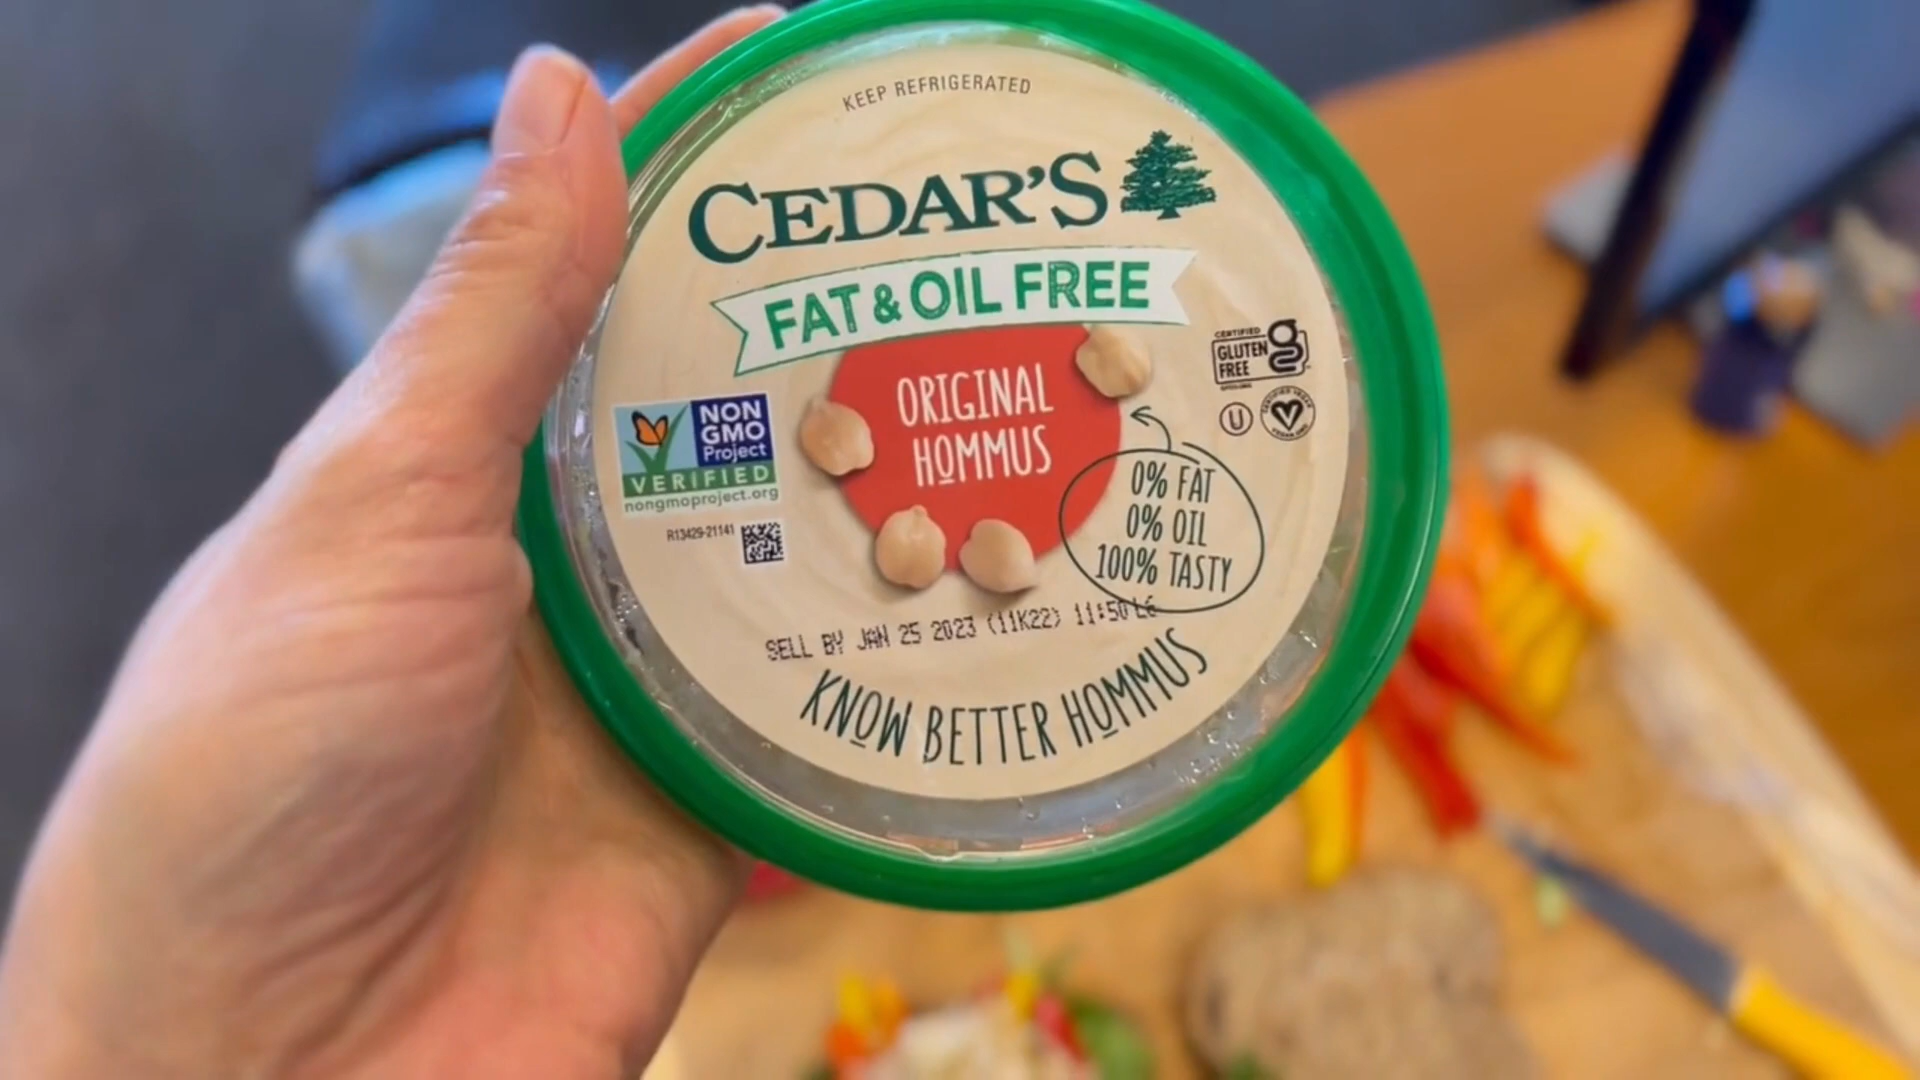 KEEP REFRIGERATED
CEDAR'S
FAT & OIL FREE
ORIGINAL
HOMMUS
CERTIFIED
GLUTEN
FREE
U
NON
GMO
Project
VERIFIED
nongmoproject.org
R13429-21141
0% FAT
0% OIL
100% TASTY
SELL BY JAN 25 2023 (11K22) 11:50 L6
KNOW BETTER HOMMUS